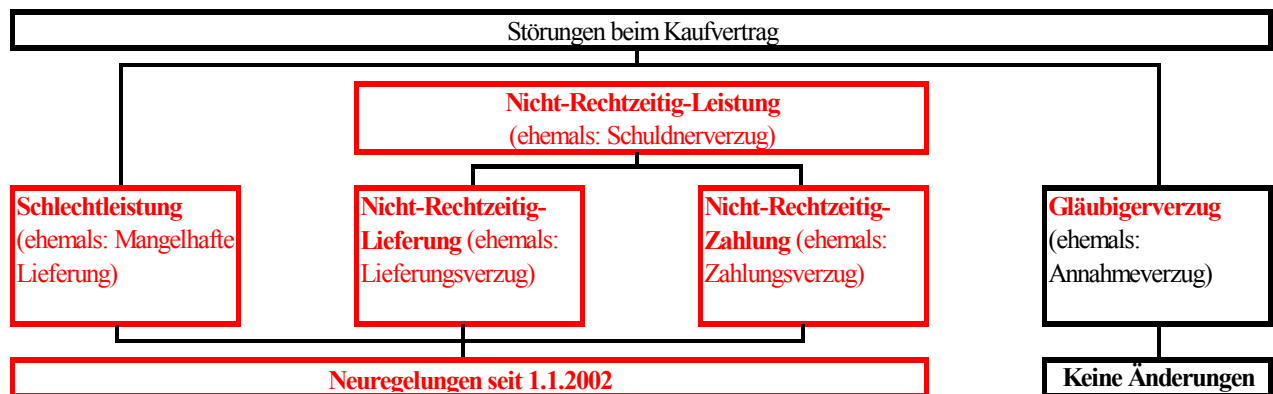 Störungen beim Kaufvertrag
Nicht-Rechtzeitig-Leistung
(ehemals: Schuldnerverzug)
Schlechtleistung
(ehemals: Mangelhafte
Lieferung)
Nicht-Rechtzeitig-
Lieferung (ehemals:
Lieferungsverzug)
Nicht-Rechtzeitig-
Zahlung (ehemals:
Zahlungsverzug)
Gläubigerverzug
(ehemals:
Annahmeverzug)
Neuregelungen seit 1.1.2002
Keine Änderungen